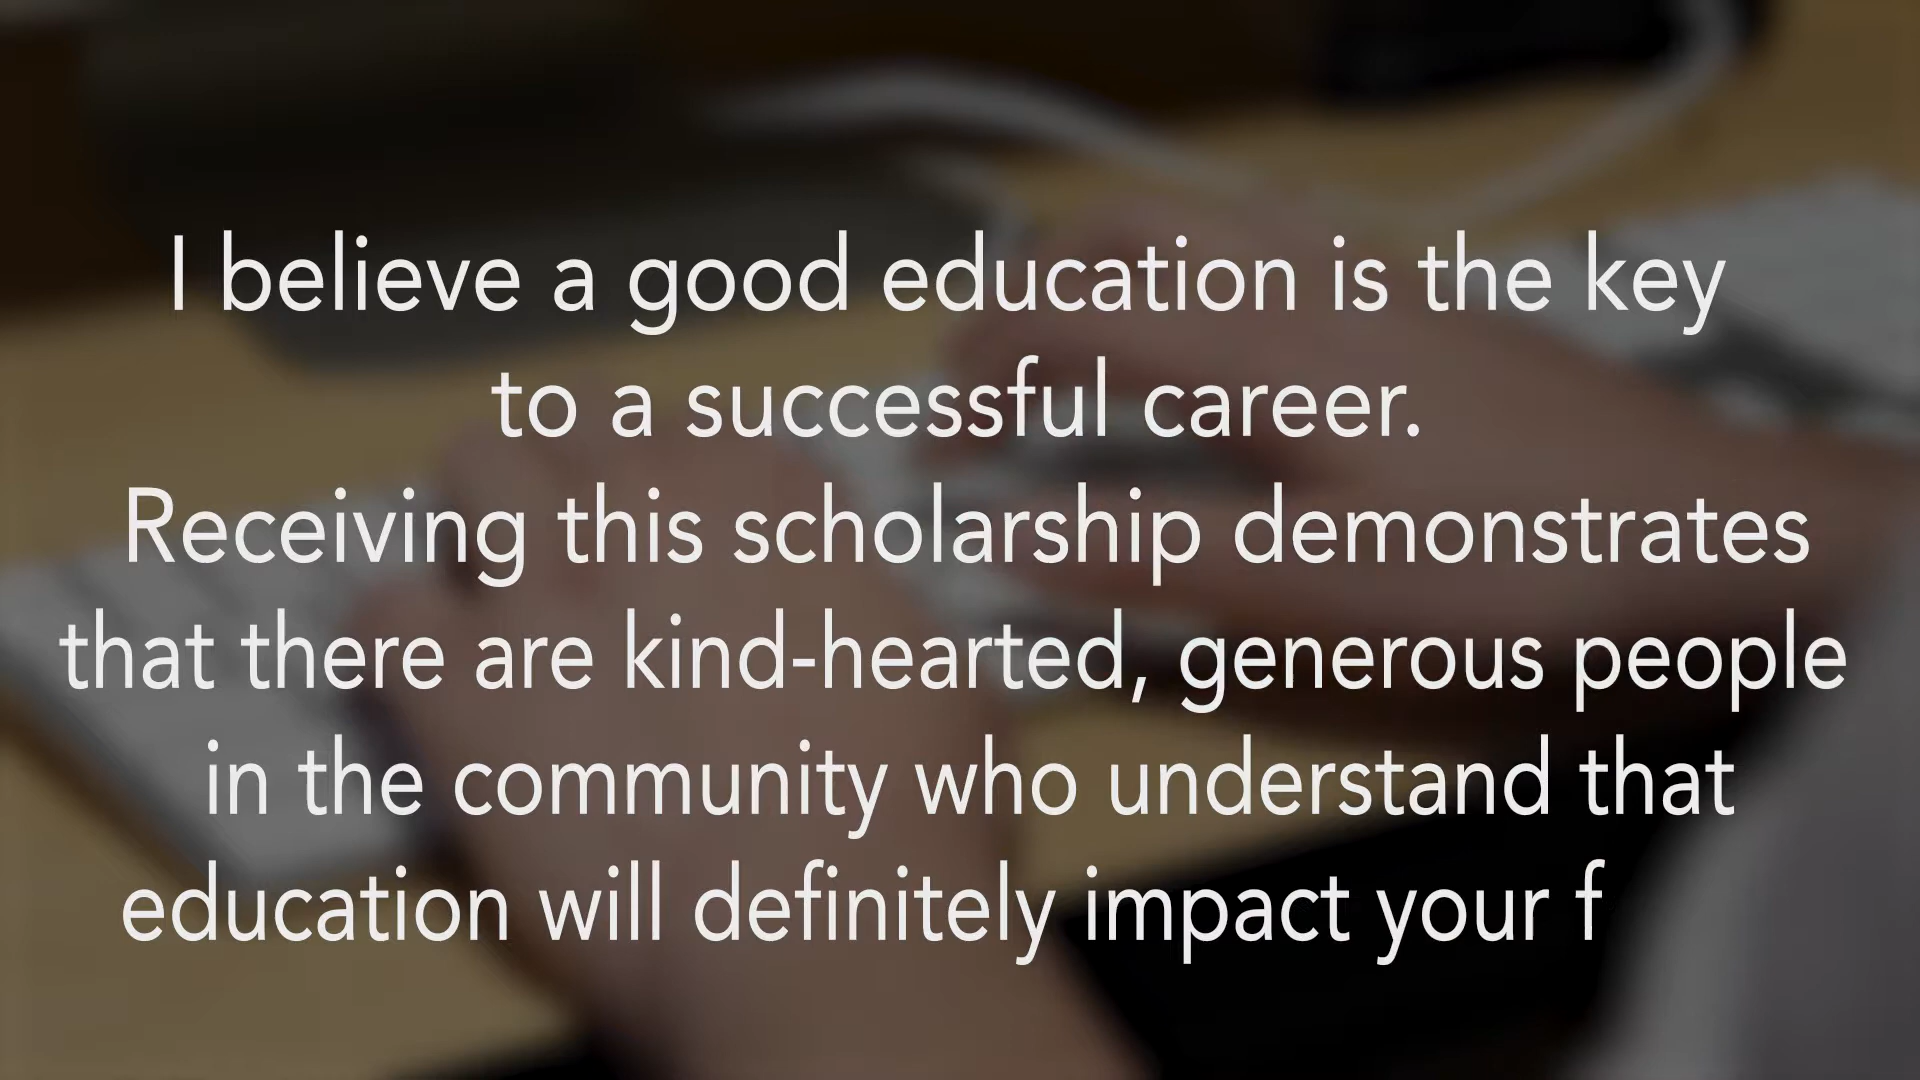 I believe a good education is the key
to a successful career.
Receiving this scholarship demonstrates
that there are kind-hearted, generous people
in the community who understand that
education will definitely impact your f